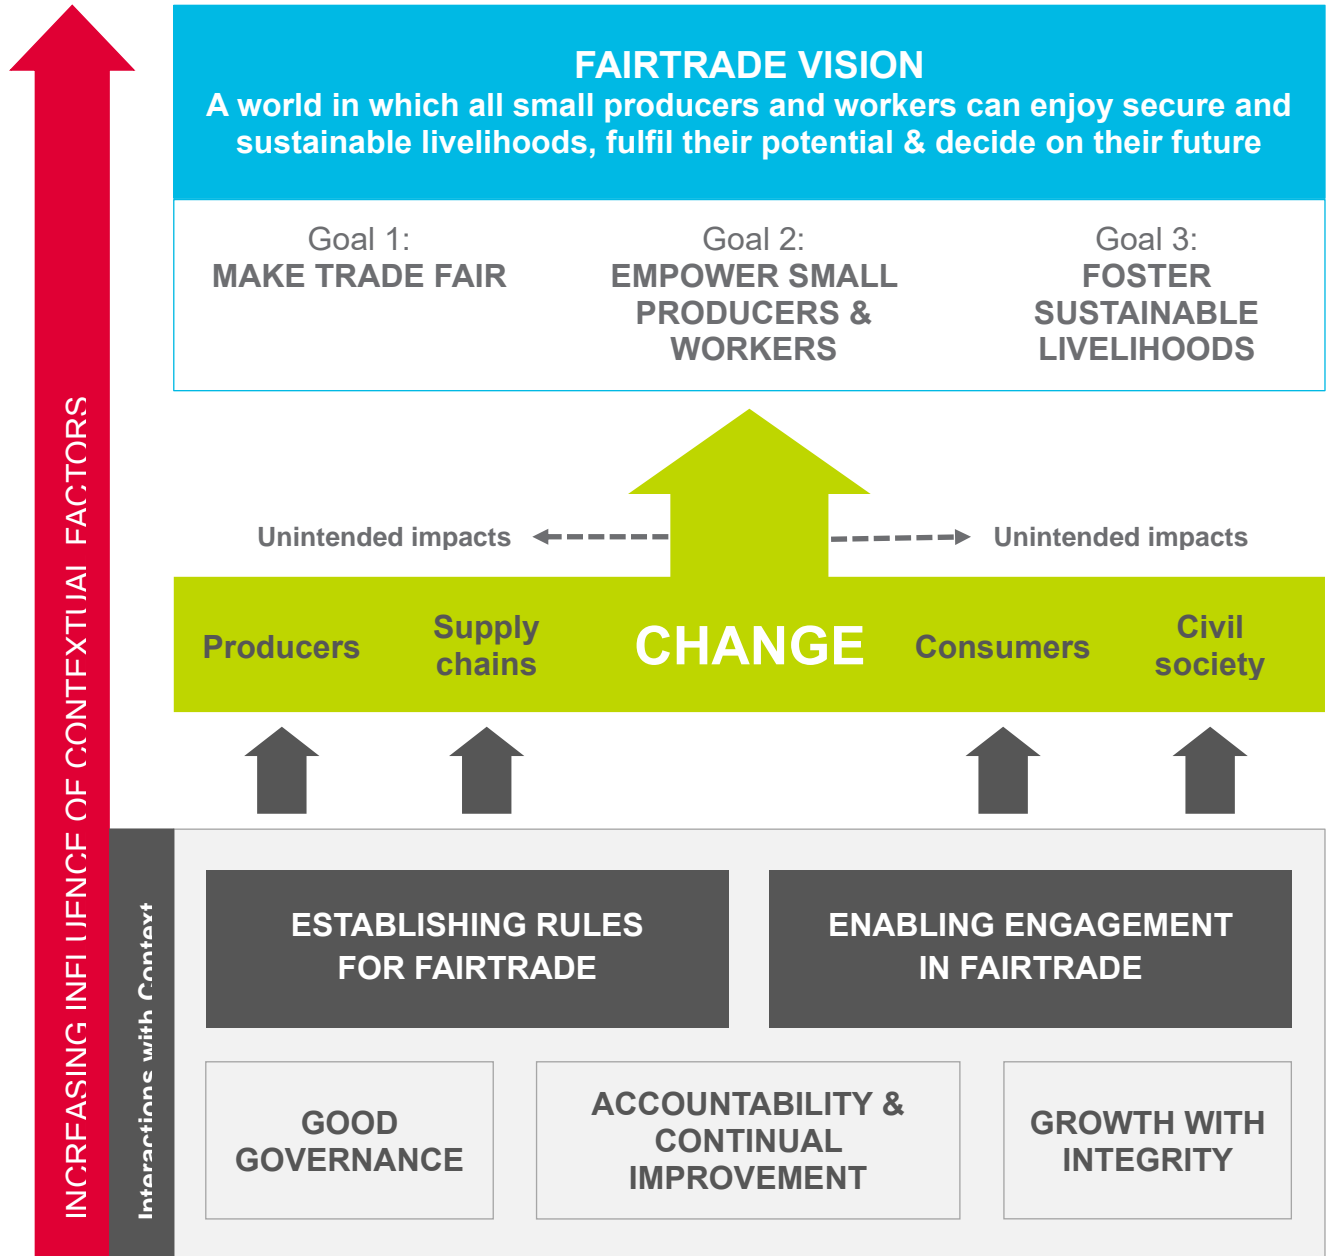 FAIRTRADE VISION
A world in which all small producers and workers can enjoy secure and
sustainable livelihoods, fulfil their potential & decide on their future
Goal 1:
MAKE TRADE FAIR
Goal 2:
EMPOWER SMALL
PRODUCERS &
WORKERS
Goal 3:
FOSTER
SUSTAINABLE
LIVELIHOODS
INCREASING INFLUENCE OF CONTEXTUAL FACTORS
Unintended impacts
Unintended impacts
Producers
Supply
chains
CHANGE
Consumers
Civil
society
Interactions with Context
ESTABLISHING RULES
FOR FAIRTRADE
ENABLING ENGAGEMENT
IN FAIRTRADE
GOOD
GOVERNANCE
ACCOUNTABILITY &
CONTINUAL
IMPROVEMENT
GROWTH WITH
INTEGRITY